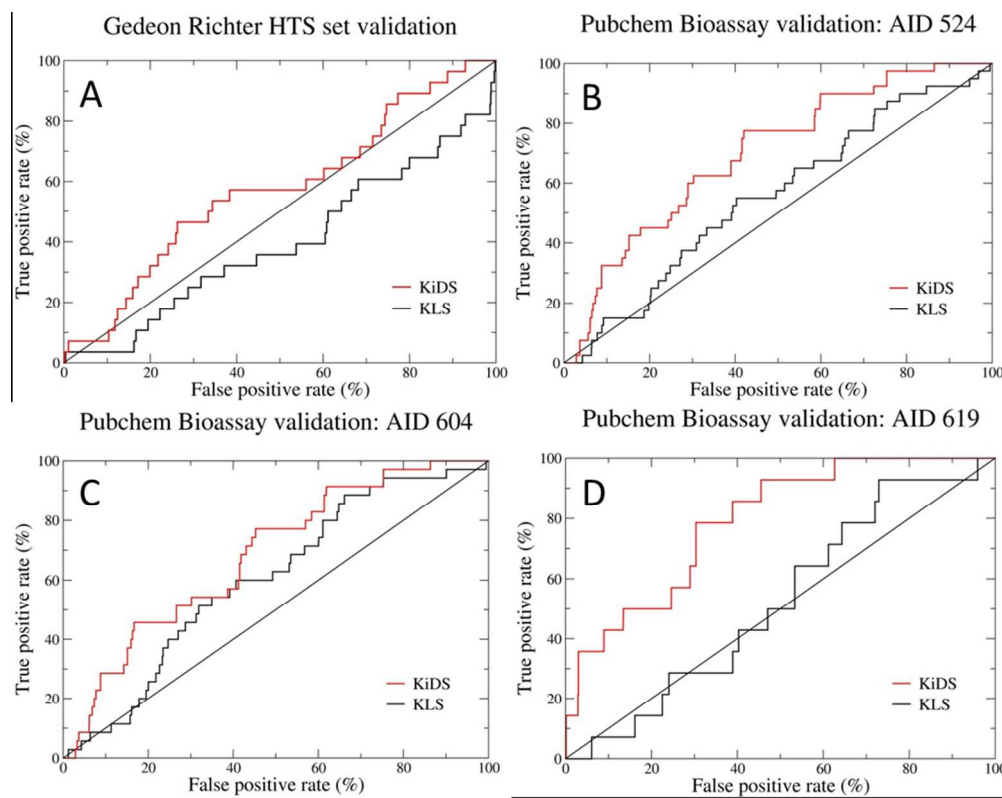 Gedeon Richter HTS set validation
A
True positive rate (%)
100
80
60
40
20
0
KiDS
KLS
0 20 40 60 80 100
False positive rate (%)
Pubchem Bioassay validation: AID 524
B
True positive rate (%)
100
80
60
40
20
0
KiDS
KLS
0 20 40 60 80 100
False positive rate (%)
Pubchem Bioassay validation: AID 604
C
True positive rate (%)
100
80
60
40
20
0
KiDS
KLS
0 20 40 60 80 100
False positive rate (%)
Pubchem Bioassay validation: AID 619
D
True positive rate (%)
100
80
60
40
20
0
KiDS
KLS
0 20 40 60 80 100
False positive rate (%)